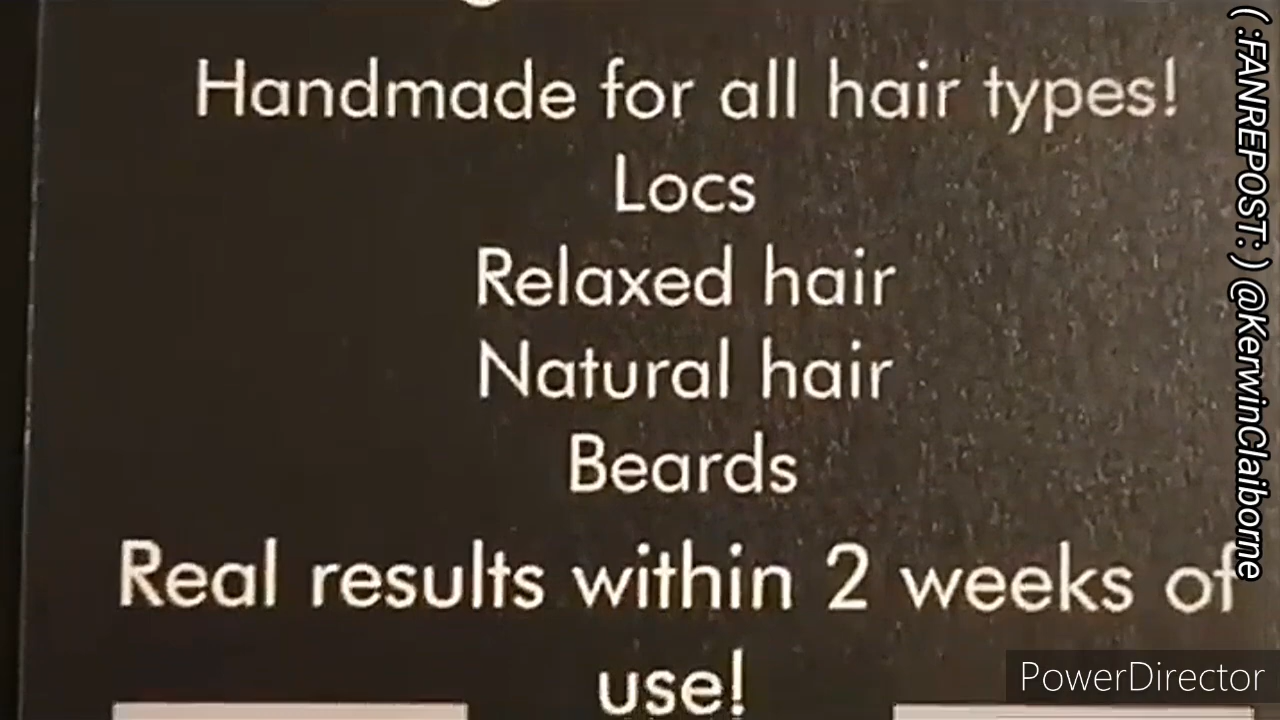 Handmade for all hair types!
Locs
Relaxed hair
Natural hair
Beards
Real results within 2 weeks of
use!
( :FANREPOST: ) @KerwinClaiborne
PowerDirector